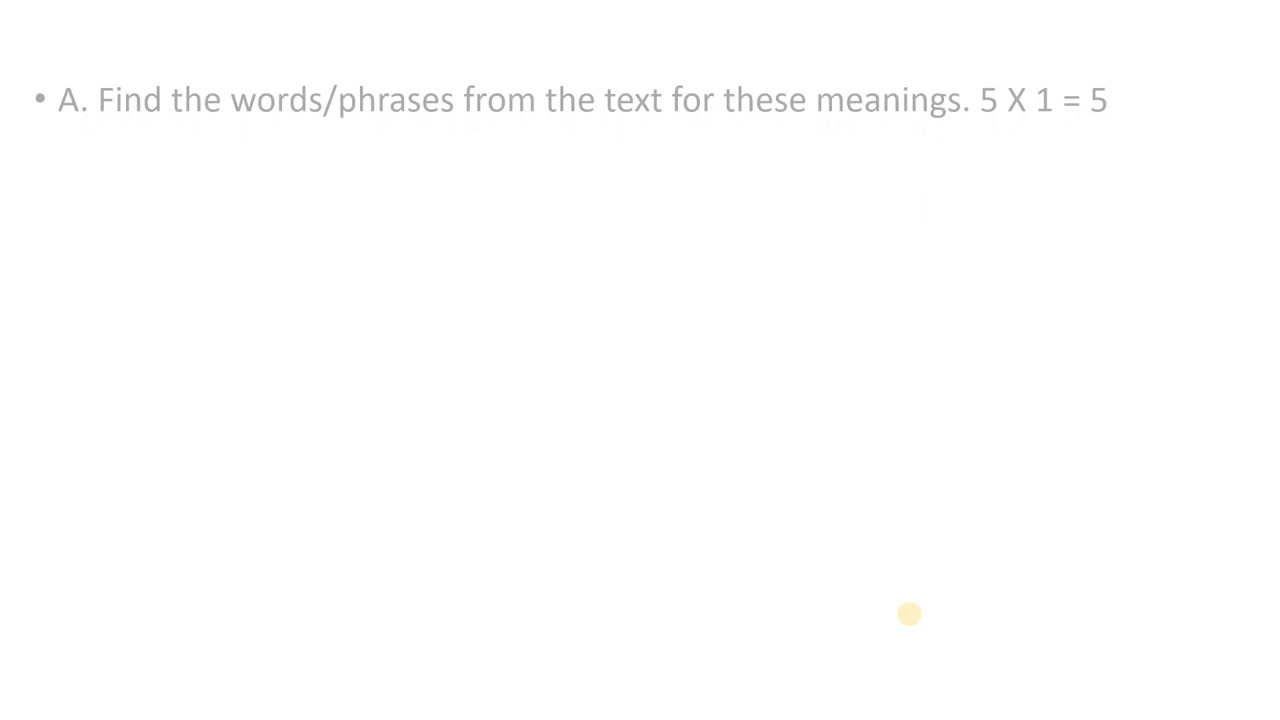 • A. Find the words/phrases from the text for these meanings. 5 X 1 = 5